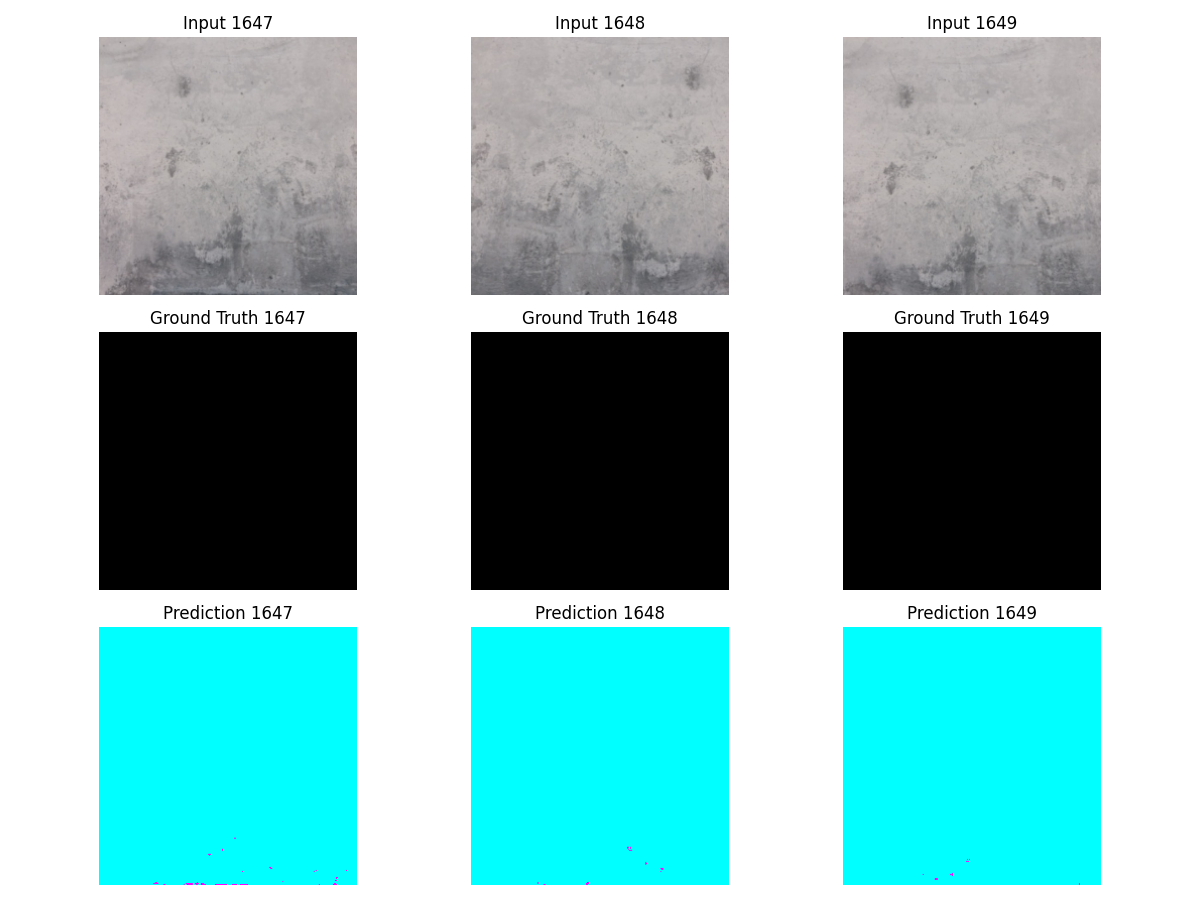 Input 1647
Input 1648
Input 1649
Ground Truth 1647
Ground Truth 1648
Ground Truth 1649
Prediction 1647
Prediction 1648
Prediction 1649